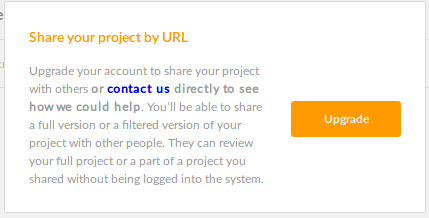 Share your project by URL
Upgrade your account to share your project
with others or contact us directly to see
how we could help. You'll be able to share
a full version or a filtered version of your
project with other people. They can review
your full project or a part of a project you
shared without being logged into the system.
Upgrade